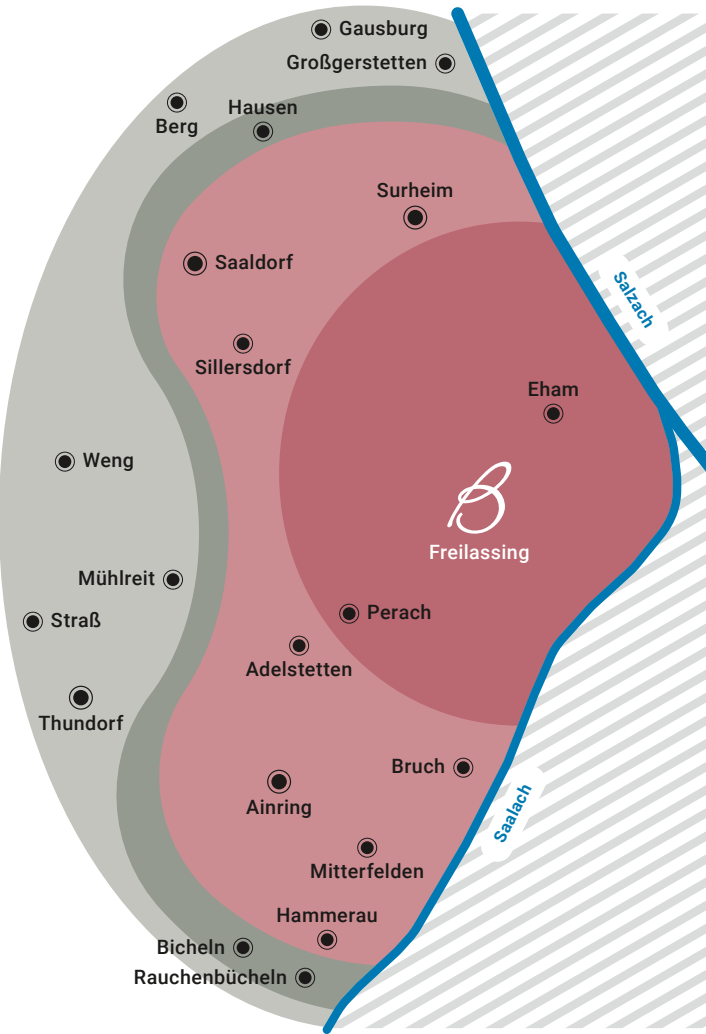 Gausburg
Großgerstetten
Berg
Hausen
Surheim
Saaldorf
Salzach
Sillersdorf
Eham
Weng
B
Freilassing
Mühlreit
Perach
Straß
Adelstetten
Thundorf
Bruch
Ainring
Saalach
Mitterfelden
Hammerau
Bicheln
Rauchenbücheln